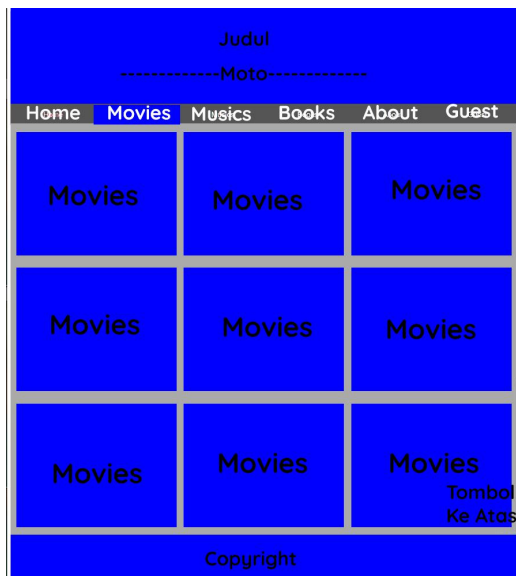 Judul
-------------Moto-------------
Home Movies Musics Books About Guest
Movies Movies Movies
Movies Movies Movies
Movies Movies Movies
Tombol
Ke Atas
Copyright